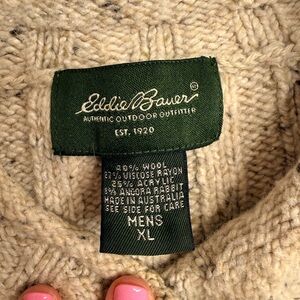 Eddie Bauer
AUTHENTIC OUTDOOR OUTFITTER
EST. 1920
40% WOOL
27% VISCOSE RAYON
25% ACRYLIC
8% ANGORA RABBIT
MADE IN AUSTRALIA
SEE SIDE FOR CARE
MENS
XL